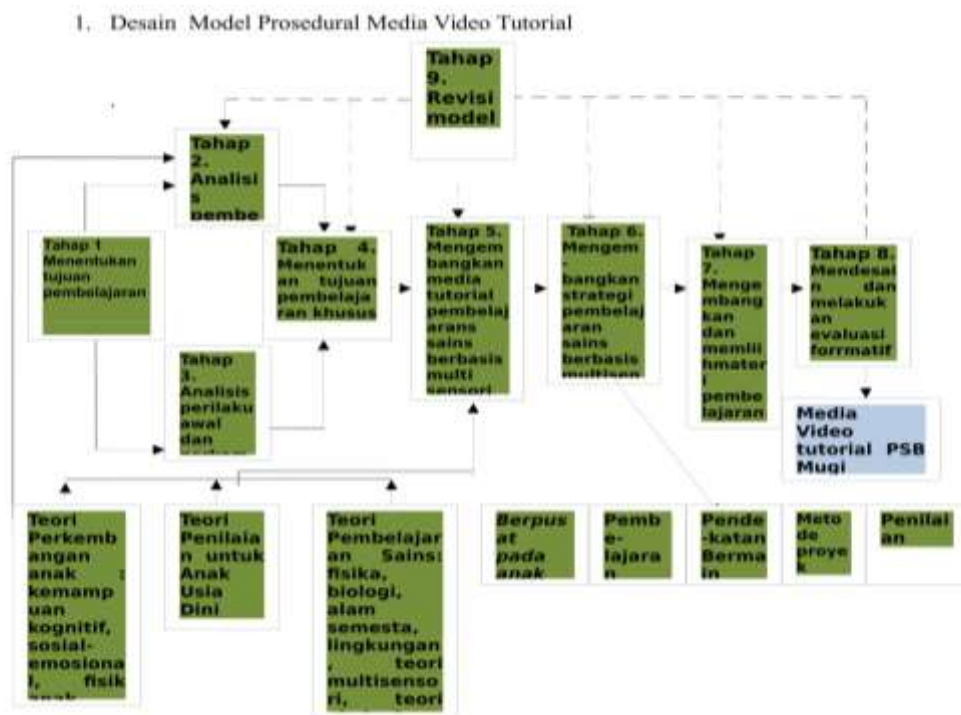 1. Desain Model Prosedural Media Video Tutorial
Tahap
9.
Revisi
model
Tahap
2.
Analisi
s
pembe
Tahap 1
Menentukan
tujuan
pembelajaran
Tahap 4.
Menentuk
an tujuan
pembelaja
ran khusus
Tahap 5.
Mengem
bangkan
media
tutorial
pembelaj
arans
sains
berbasis
multi
sensori
Tahap 6.
Mengem
-
bangkan
strategi
pembelaj
aran
sains
berbasis
multisen
Tahap
7.
Menge
mbang
kan
dan
memlii
hmater
i
pembe
lajaran
Tahap 8.
Mendesai
n dan
melakuk
an
evaluasi
forrmatif
Tahap
3.
Analisis
perilaku
awal
dan
Media
Video
tutorial PSB
Mugi
Teori
Perkemb
angan
anak :
kemamp
uan
kognitif,
sosial-
emosiona
l, fisik
anak
Teori
Penilaia
n untuk
Anak
Usia
Dini
Teori
Pembelajar
an Sains:
fisika,
biologi,
alam
semesta,
lingkungan
, teori
multisenso
ri, teori
Berpus
at
pada
anak
Pemb
e-
lajara
n
Pende
-katan
Berma
in
Meto
de
proye
k
Penilai
an